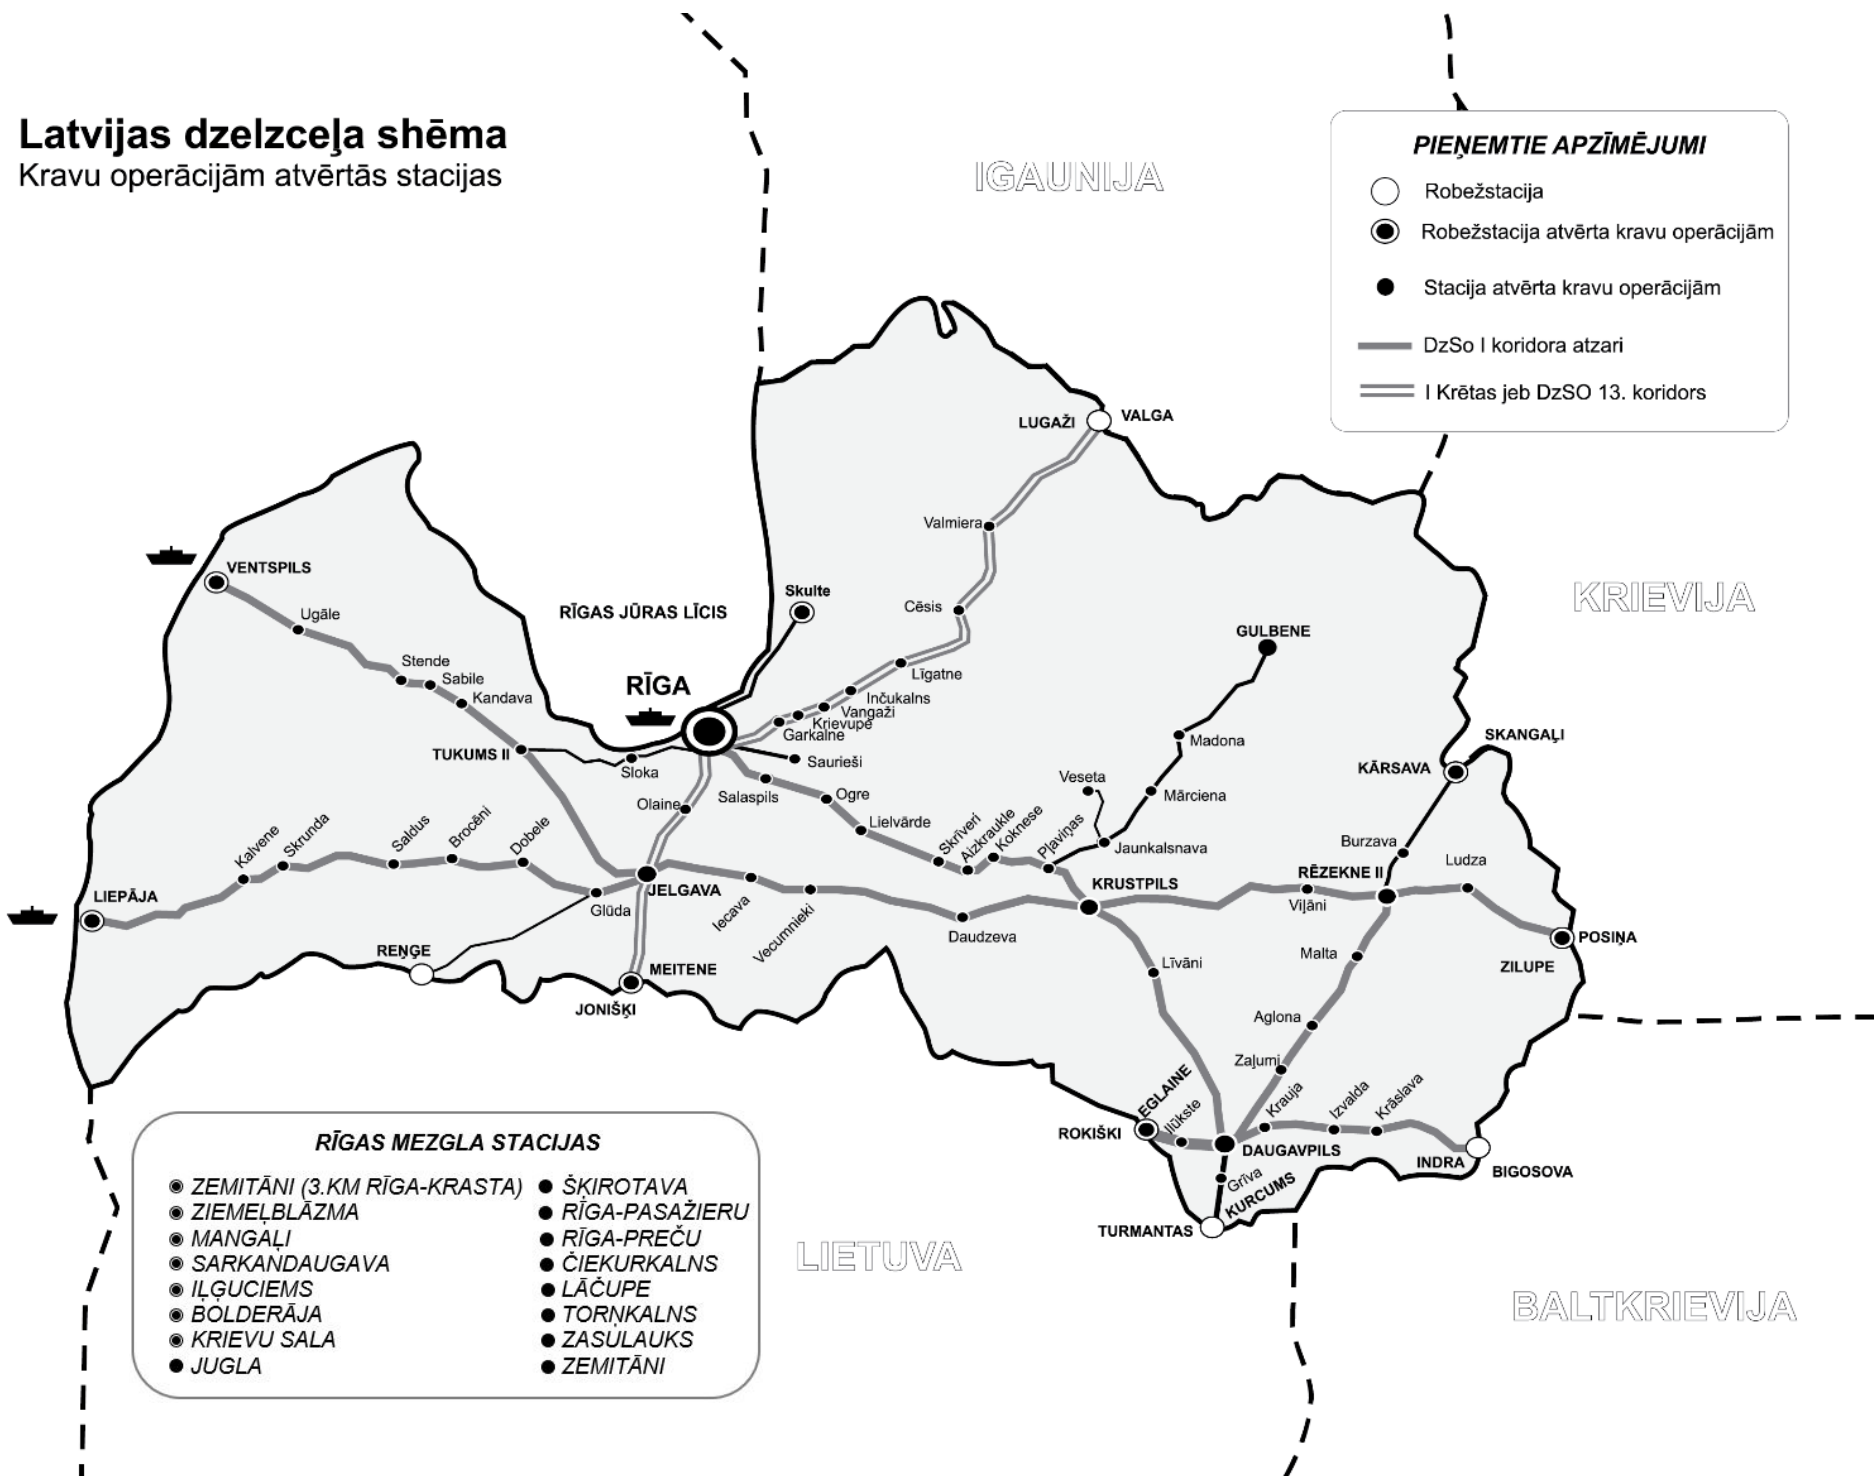 Latvijas dzelzceļa shēma
Kravu operācijām atvērtās stacijas
PIEŅEMTIE APZĪMĒJUMI
Robežstacija
Robežstacija atvērta kravu operācijām
Stacija atvērta kravu operācijām
DzSo I koridora atzari
I Krētas jeb DzSO 13. koridors
IGAUNIJA
KRIEVIJA
LIETUVA
BALTKRIEVIJA
RĪGAS JŪRAS LĪCIS
LUGAŽI
VALGA
Valmiera
Cēsis
Līgatne
Inčukalns
Vangaži
Krievupe
Garkalne
Skulte
RĪGA
Saurieši
VENTSPILS
Ugāle
Stende
Sabile
Kandava
TUKUMS II
Sloka
Olaine
Salaspils
Ogre
Lielvārde
Skrīveri
Aizkraukle
Koknese
Pļaviņas
Veseta
Jaunkalsnava
Mārciena
Madona
GULBENE
SKANGAĻI
KĀRSAVA
Burzava
RĒZEKNE II
Ludza
POSIŅA
ZILUPE
Viļāni
KRUSTPILS
Daudzeva
Vecumnieki
Iecava
JELGAVA
Glūda
Dobele
Brocēni
Saldus
Skrunda
Kalvene
LIEPĀJA
REŅĢE
MEITENE
JONIŠĶI
Līvāni
Malta
Aglona
Zaļumi
Krauja
Izvalda
Krāslava
EGLAINE
Ilūkste
ROKIŠKI
DAUGAVPILS
INDRA
BIGOSOVA
Grīva
KURCUMS
TURMANTAS
RĪGAS MEZGLA STACIJAS
ZEMITĀNI (3.KM RĪGA-KRASTA)
ZIEMEĻBLĀZMA
MANGAĻI
SARKANDAUGAVA
IĻĢUCIEMS
BOLDERĀJA
KRIEVU SALA
JUGLA
ŠĶIROTAVA
RĪGA-PASAŽIERU
RĪGA-PREČU
ČIEKURKALNS
LĀČUPE
TORŅKALNS
ZASULAUKS
ZEMITĀNI